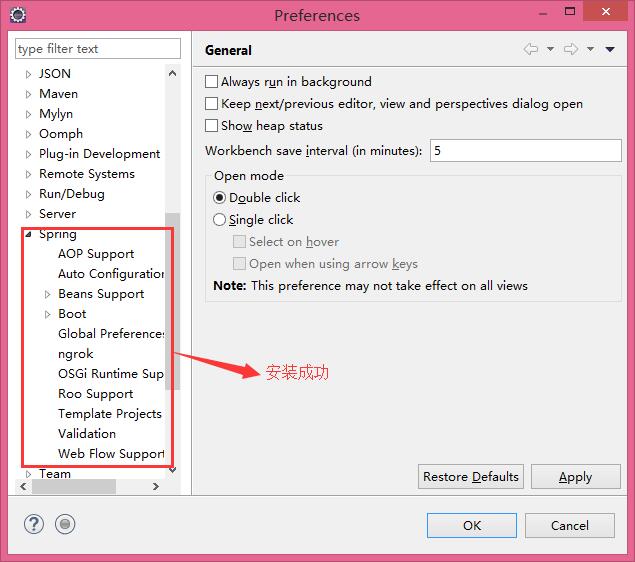 Preferences
type filter text
JSON
Maven
Mylyn
Oomph
Plug-in Development
Remote Systems
Run/Debug
Server
Spring
AOP Support
Auto Configuration
Beans Support
Boot
Global Preferences
ngrok
OSGi Runtime Sup
Roo Support
Template Projects
Validation
Web Flow Support
Team
General
Always run in background
Keep next/previous editor, view and perspectives dialog open
Show heap status
Workbench save interval (in minutes): 5
Open mode
Double click
Single click
Select on hover
Open when using arrow keys
Note: This preference may not take effect on all views
安装成功
Restore Defaults Apply
OK Cancel